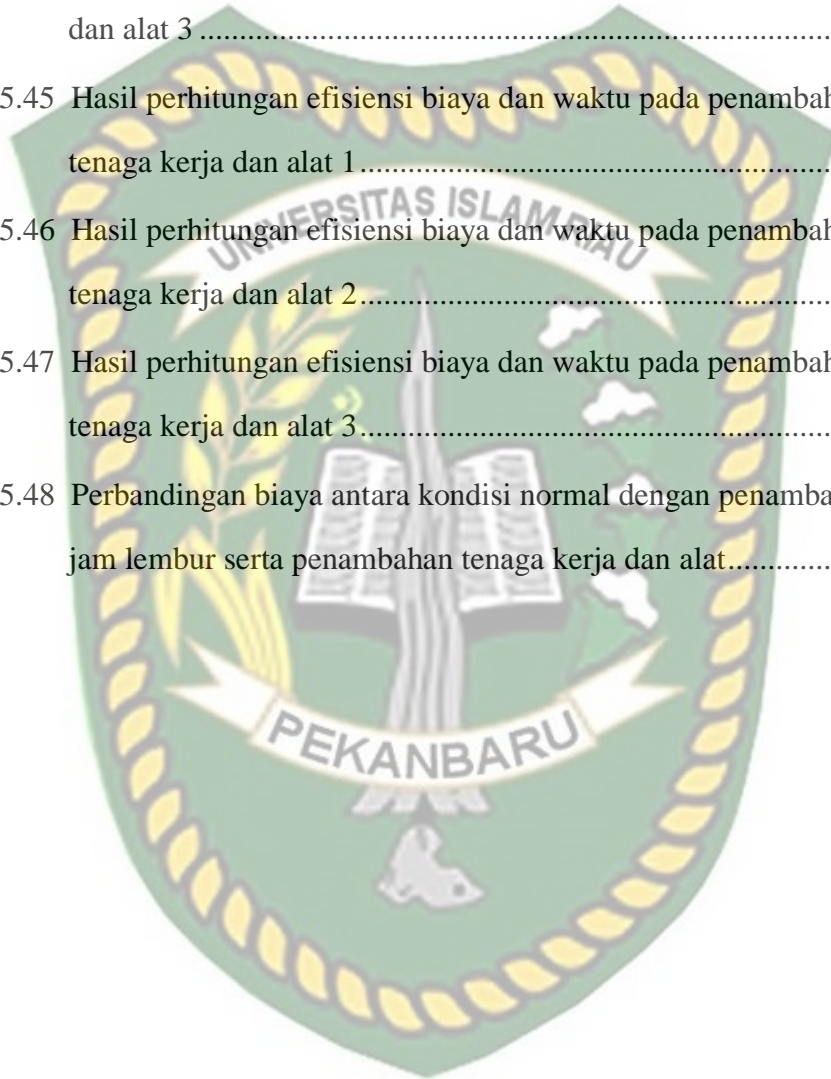 dan alat 3 ................................................................................
5.45 Hasil perhitungan efisiensi biaya dan waktu pada penambah
tenaga kerja dan alat 1 ............................................................
UNIVERSITAS ISLAM RIAU
5.46 Hasil perhitungan efisiensi biaya dan waktu pada penambah
tenaga kerja dan alat 2 ............................................................
5.47 Hasil perhitungan efisiensi biaya dan waktu pada penambah
tenaga kerja dan alat 3 ............................................................
5.48 Perbandingan biaya antara kondisi normal dengan penamba
jam lembur serta penambahan tenaga kerja dan alat .............
PEKANBARU